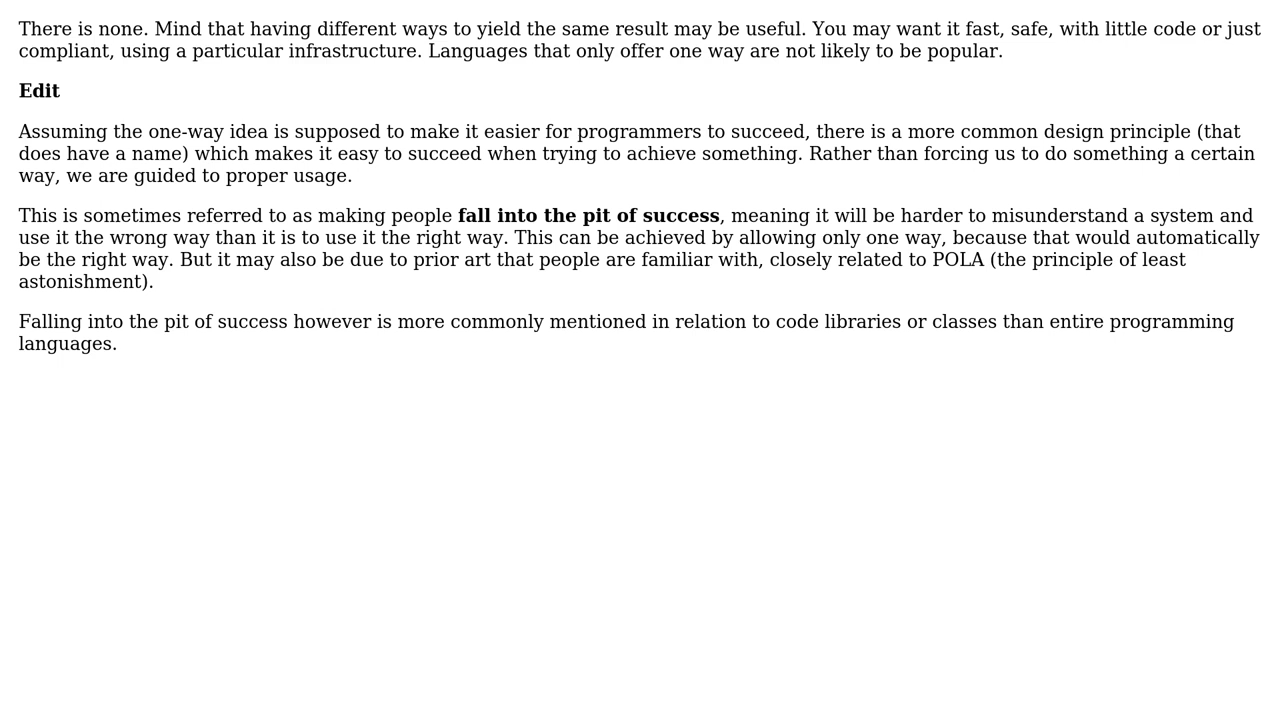 There is none. Mind that having different ways to yield the same result may be useful. You may want it fast, safe, with little code or just
compliant, using a particular infrastructure. Languages that only offer one way are not likely to be popular.
Edit
Assuming the one-way idea is supposed to make it easier for programmers to succeed, there is a more common design principle (that
does have a name) which makes it easy to succeed when trying to achieve something. Rather than forcing us to do something a certain
way, we are guided to proper usage.
This is sometimes referred to as making people fall into the pit of success, meaning it will be harder to misunderstand a system and
use it the wrong way than it is to use it the right way. This can be achieved by allowing only one way, because that would automatically
be the right way. But it may also be due to prior art that people are familiar with, closely related to POLA (the principle of least
astonishment).
Falling into the pit of success however is more commonly mentioned in relation to code libraries or classes than entire programming
languages.